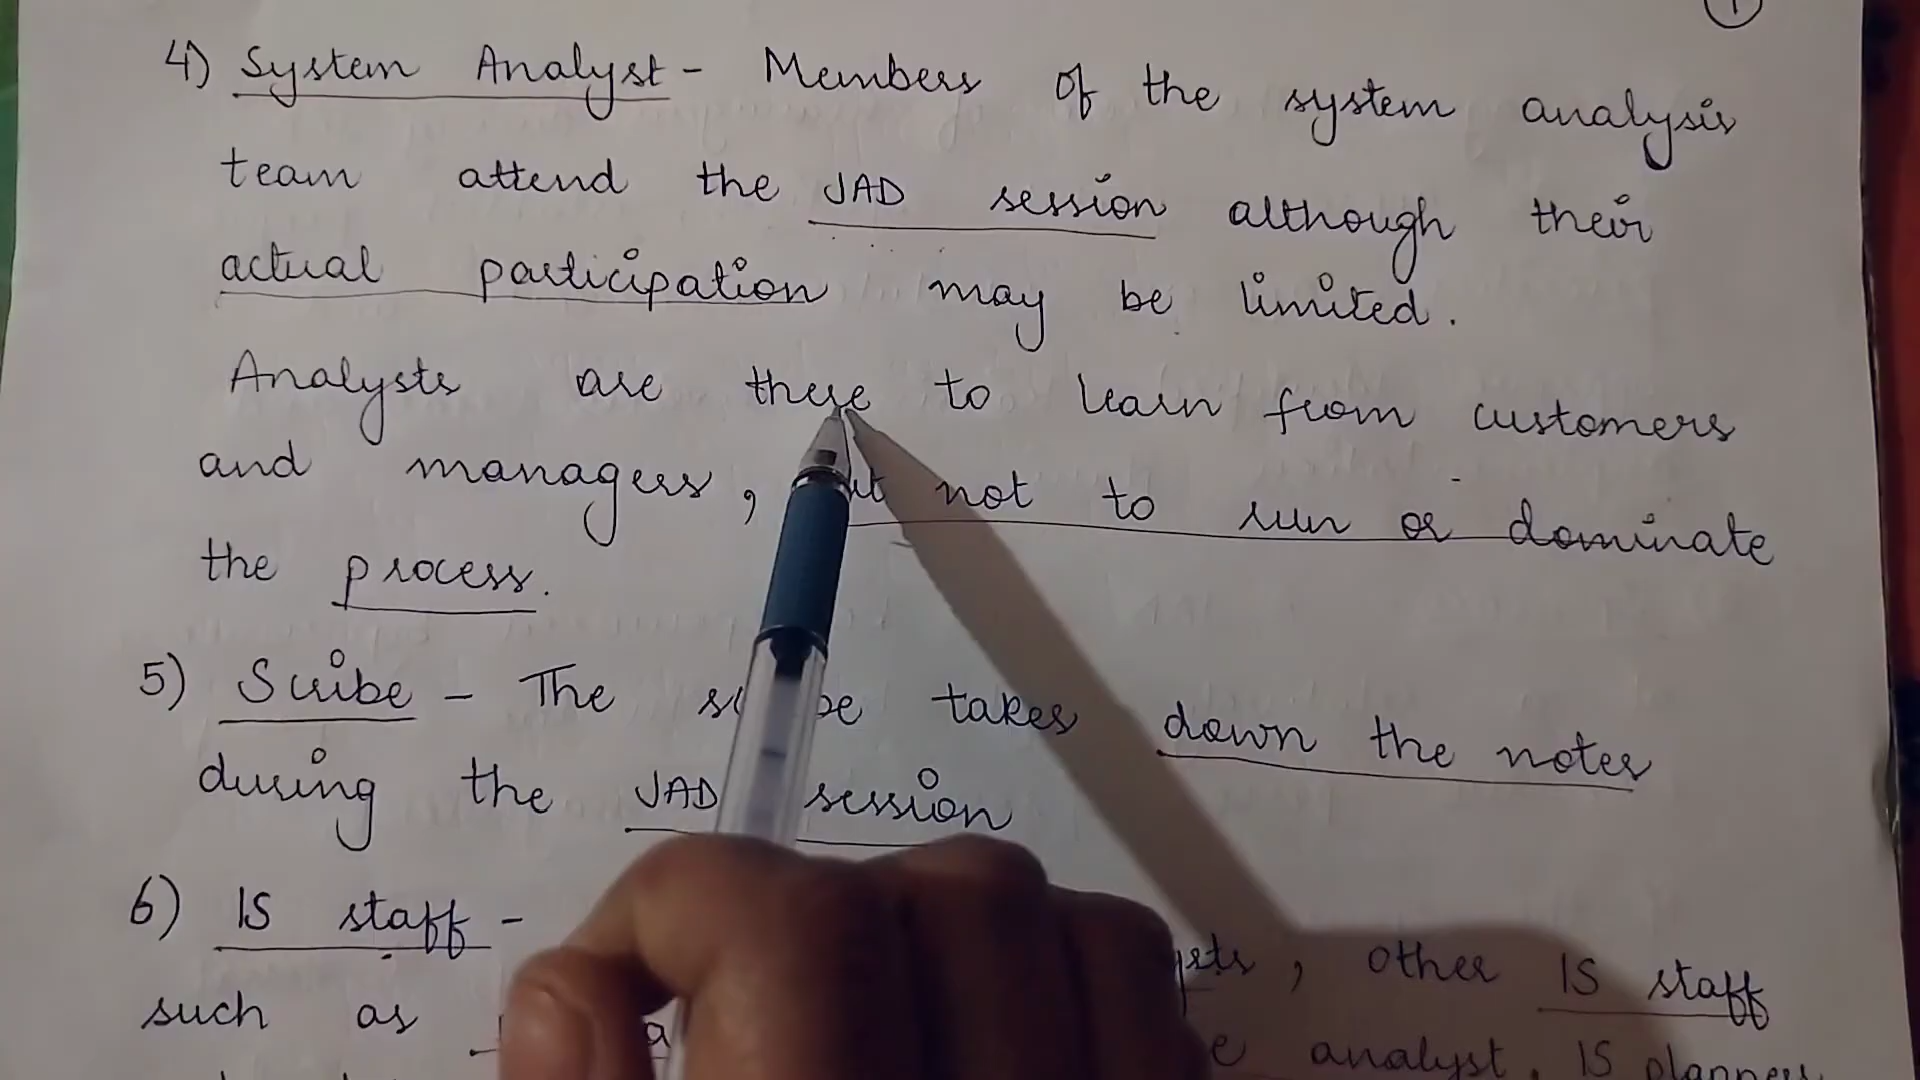 4) System Analyst - Members of the system analysis
team attend the JAD session although their
actual participation may be limited.
Analysts are there to learn from customers
and managers, not to run or dominate
the process.
5) Scribe - The takes down the notes
during the JAD session
6) IS staff - , other IS staff
such as analyst, IS